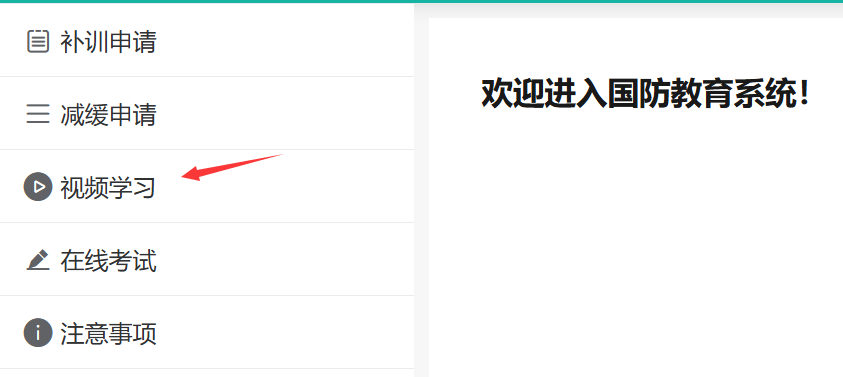 补训申请
减缓申请
视频学习
在线考试
注意事项
欢迎进入国防教育系统！